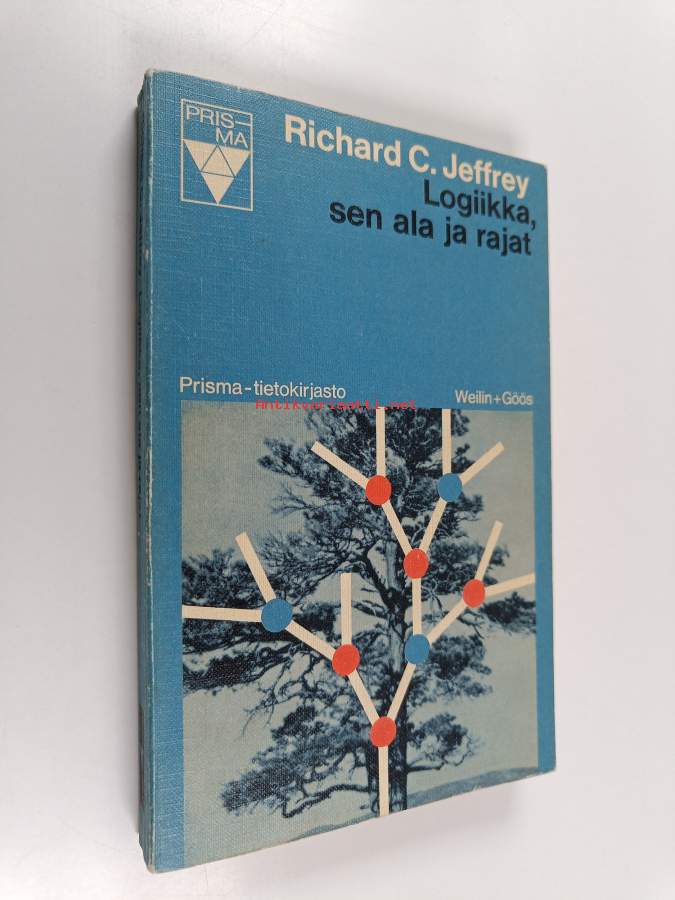 PRIS-
MA
Richard C. Jeffrey
Logiikka,
sen ala ja rajat
Prisma-tietokirjasto
Weilin+Göös
Antikvariaatti.net